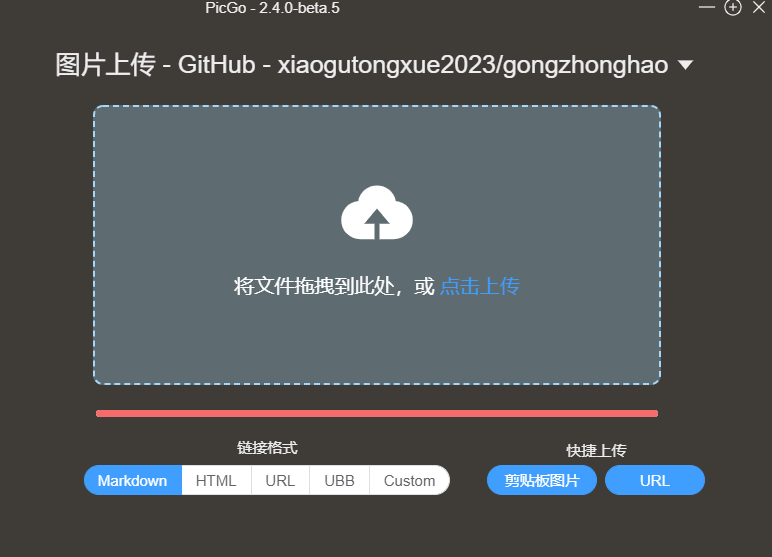 PicGo - 2.4.0-beta.5
图片上传 - GitHub - xiaogutongxue2023/gongzhonghao
将文件拖拽到此处，或 点击上传
链接格式
快捷上传
Markdown HTML URL UBB Custom
剪贴板图片 URL